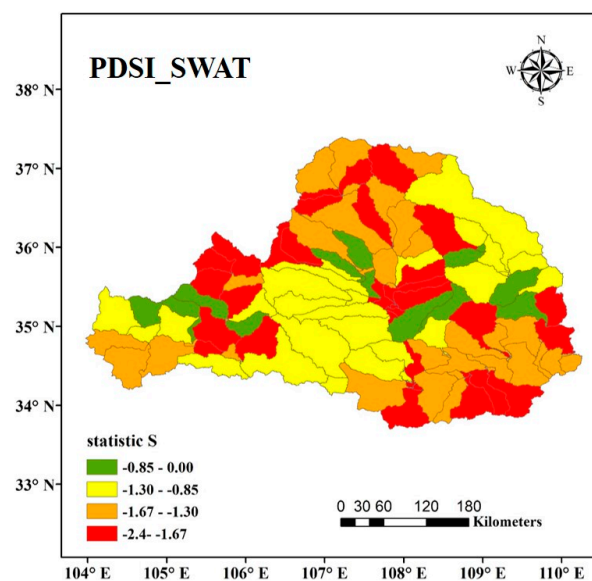 PDSI_SWAT
N
W E
S
38° N
37° N
36° N
35° N
34° N
33° N
statistic S
-0.85 - 0.00
-1.30 - -0.85
-1.67 - -1.30
-2.4- -1.67
0 30 60 120 180
Kilometers
104° E 105° E 106° E 107° E 108° E 109° E 110° E